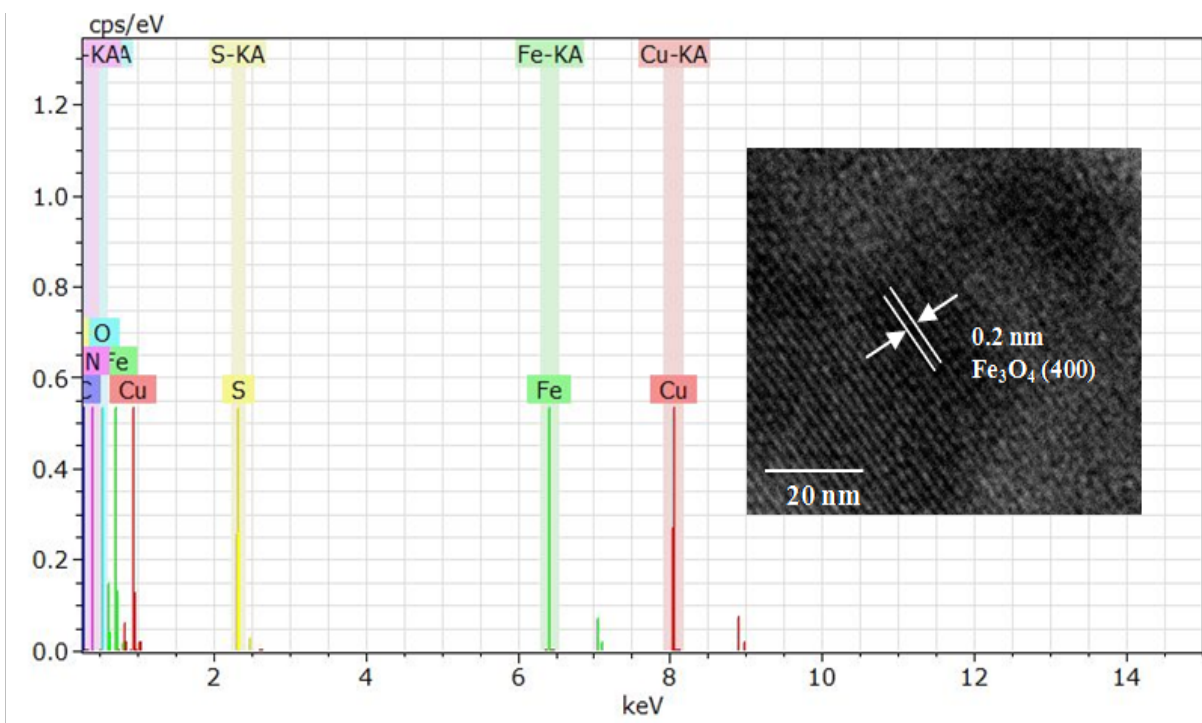 cps/eV
-KA A
S-KA
Fe-KA
Cu-KA
1.2
1.0
0.8
0.6
0.4
0.2
0.0
O
N Fe
C Cu S Fe Cu
0.2 nm
Fe₃O₄ (400)
20 nm
2 4 6 8 10 12 14
keV